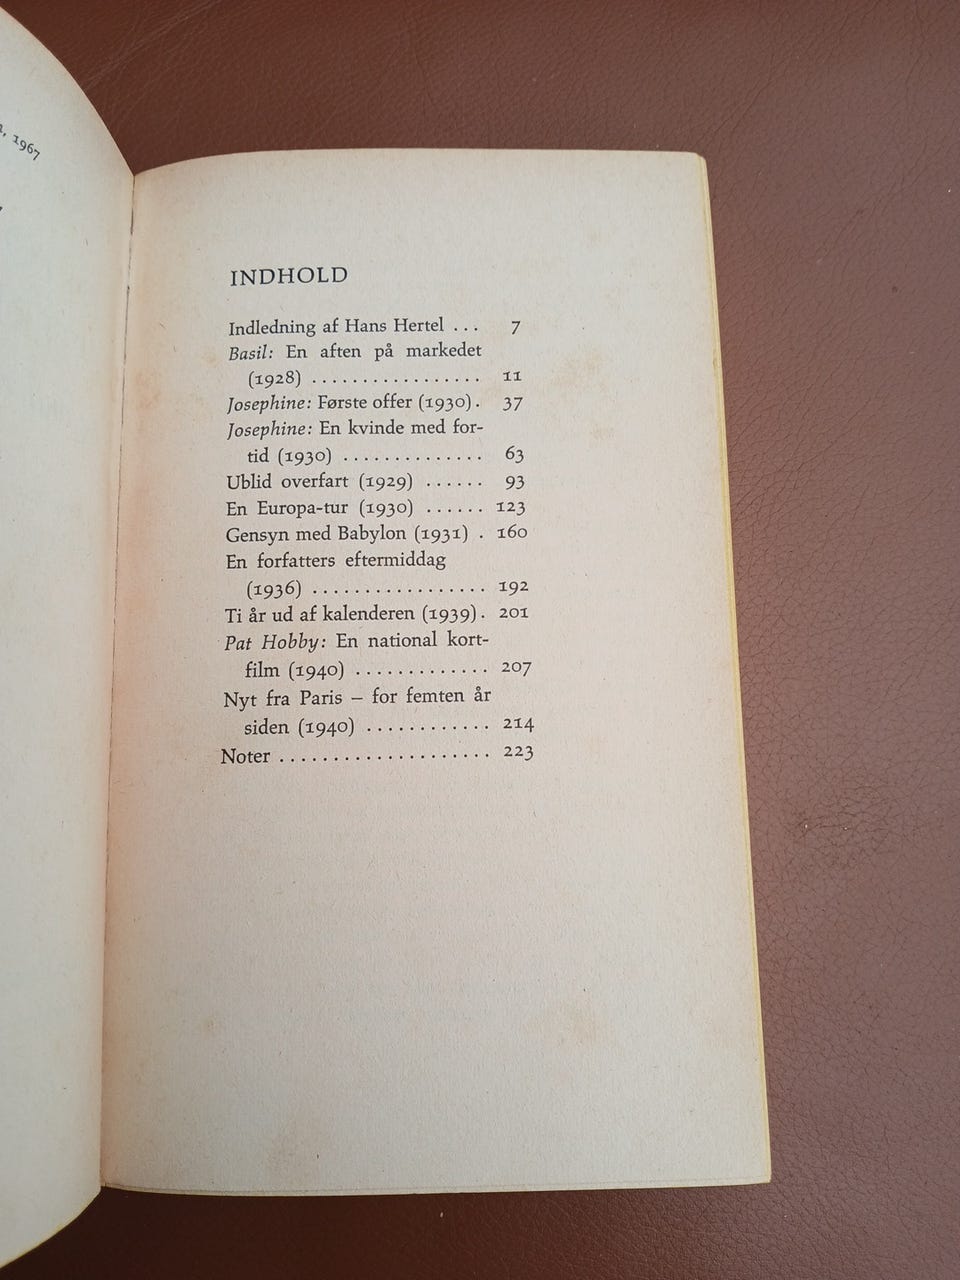 , 1967
INDHOLD
Indledning af Hans Hertel ... 7
Basil: En aften på markedet
(1928) ................. 11
Josephine: Første offer (1930). 37
Josephine: En kvinde med for-
tid (1930) .............. 63
Ublid overfart (1929) ...... 93
En Europa-tur (1930) ...... 123
Gensyn med Babylon (1931) . 160
En forfatters eftermiddag
(1936) ................. 192
Ti år ud af kalenderen (1939). 201
Pat Hobby: En national kort-
film (1940) ............. 207
Nyt fra Paris – for femten år
siden (1940) ............ 214
Noter ..................... 223